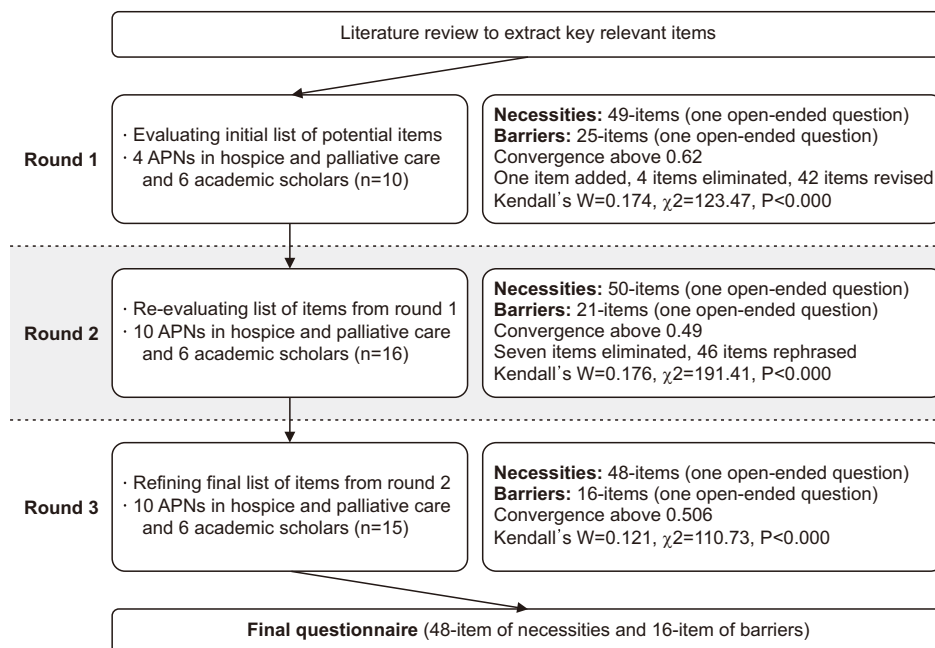 Literature review to extract key relevant items
Round 1
· Evaluating initial list of potential items
· 4 APNs in hospice and palliative care
and 6 academic scholars (n=10)
Necessities: 49-items (one open-ended question)
Barriers: 25-items (one open-ended question)
Convergence above 0.62
One item added, 4 items eliminated, 42 items revised
Kendall's W=0.174, χ2=123.47, P<0.000
Round 2
· Re-evaluating list of items from round 1
· 10 APNs in hospice and palliative care
and 6 academic scholars (n=16)
Necessities: 50-items (one open-ended question)
Barriers: 21-items (one open-ended question)
Convergence above 0.49
Seven items eliminated, 46 items rephrased
Kendall's W=0.176, χ2=191.41, P<0.000
Round 3
· Refining final list of items from round 2
· 10 APNs in hospice and palliative care
and 6 academic scholars (n=15)
Necessities: 48-items (one open-ended question)
Barriers: 16-items (one open-ended question)
Convergence above 0.506
Kendall's W=0.121, χ2=110.73, P<0.000
Final questionnaire (48-item of necessities and 16-item of barriers)